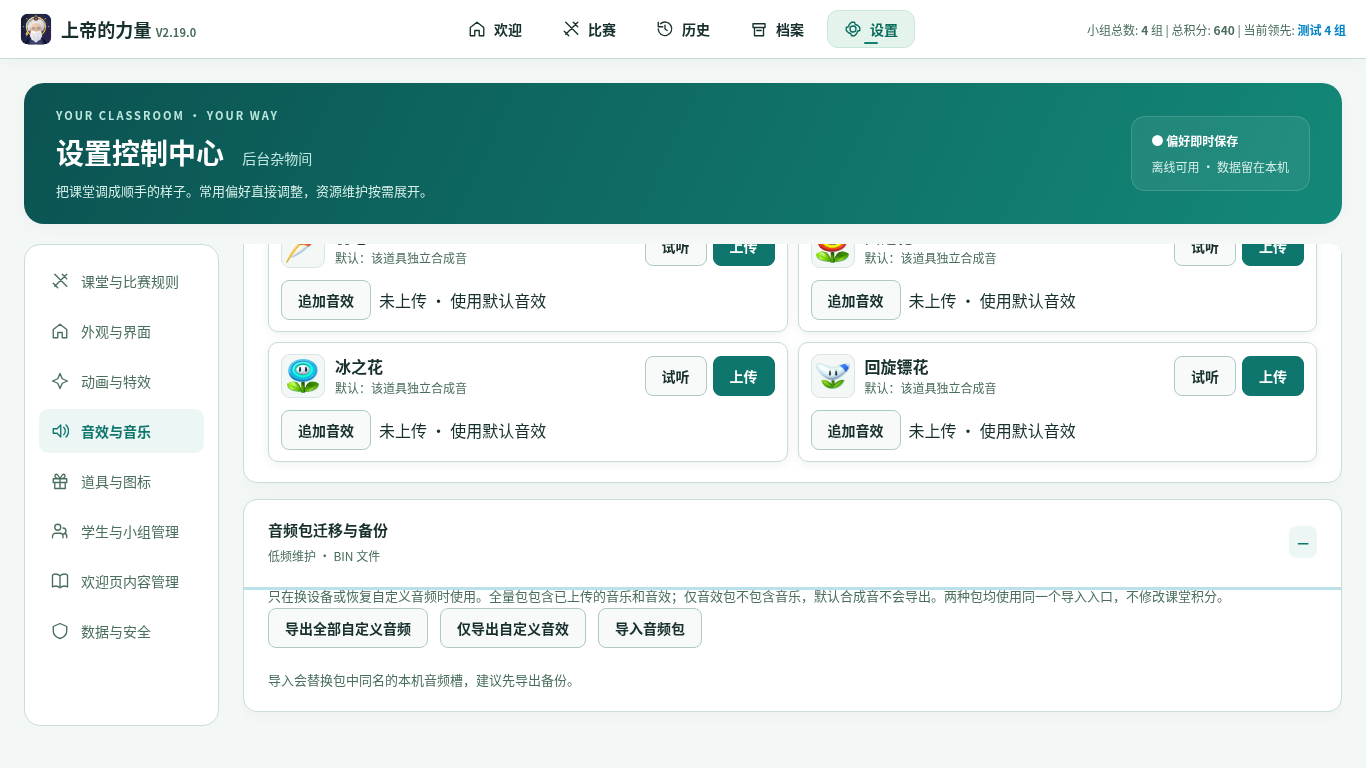 上帝的力量 V2.19.0
欢迎
比赛
历史
档案
设置
小组总数: 4 组 | 总积分: 640 | 当前领先: 测试 4 组
YOUR CLASSROOM · YOUR WAY
设置控制中心 后台杂物间
把课堂调成顺手的样子。常用偏好直接调整，资源维护按需展开。
偏好即时保存
离线可用 · 数据留在本机
课堂与比赛规则
外观与界面
动画与特效
音效与音乐
道具与图标
学生与小组管理
欢迎页内容管理
数据与安全
默认：该道具独立合成音
试听
上传
追加音效 未上传 · 使用默认音效
默认：该道具独立合成音
试听
上传
追加音效 未上传 · 使用默认音效
冰之花
默认：该道具独立合成音
试听
上传
追加音效 未上传 · 使用默认音效
回旋镖花
默认：该道具独立合成音
试听
上传
追加音效 未上传 · 使用默认音效
音频包迁移与备份
低频维护 · BIN 文件
只在换设备或恢复自定义音频时使用。全量包包含已上传的音乐和音效；仅音效包不包含音乐，默认合成音不会导出。两种包均使用同一个导入入口，不修改课堂积分。
导出全部自定义音频
仅导出自定义音效
导入音频包
导入会替换包中同名的本机音频槽，建议先导出备份。